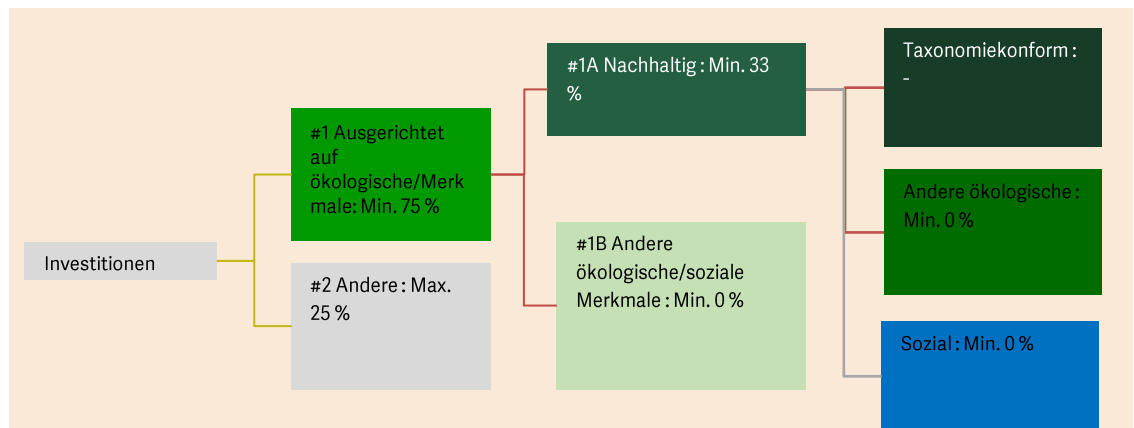 Investitionen
#1 Ausgerichtet
auf
ökologische/Merk
male: Min. 75 %
#2 Andere : Max.
25 %
#1A Nachhaltig : Min. 33
%
#1B Andere
ökologische/soziale
Merkmale : Min. 0 %
Taxonomiekonform :
-
Andere ökologische :
Min. 0 %
Sozial : Min. 0 %